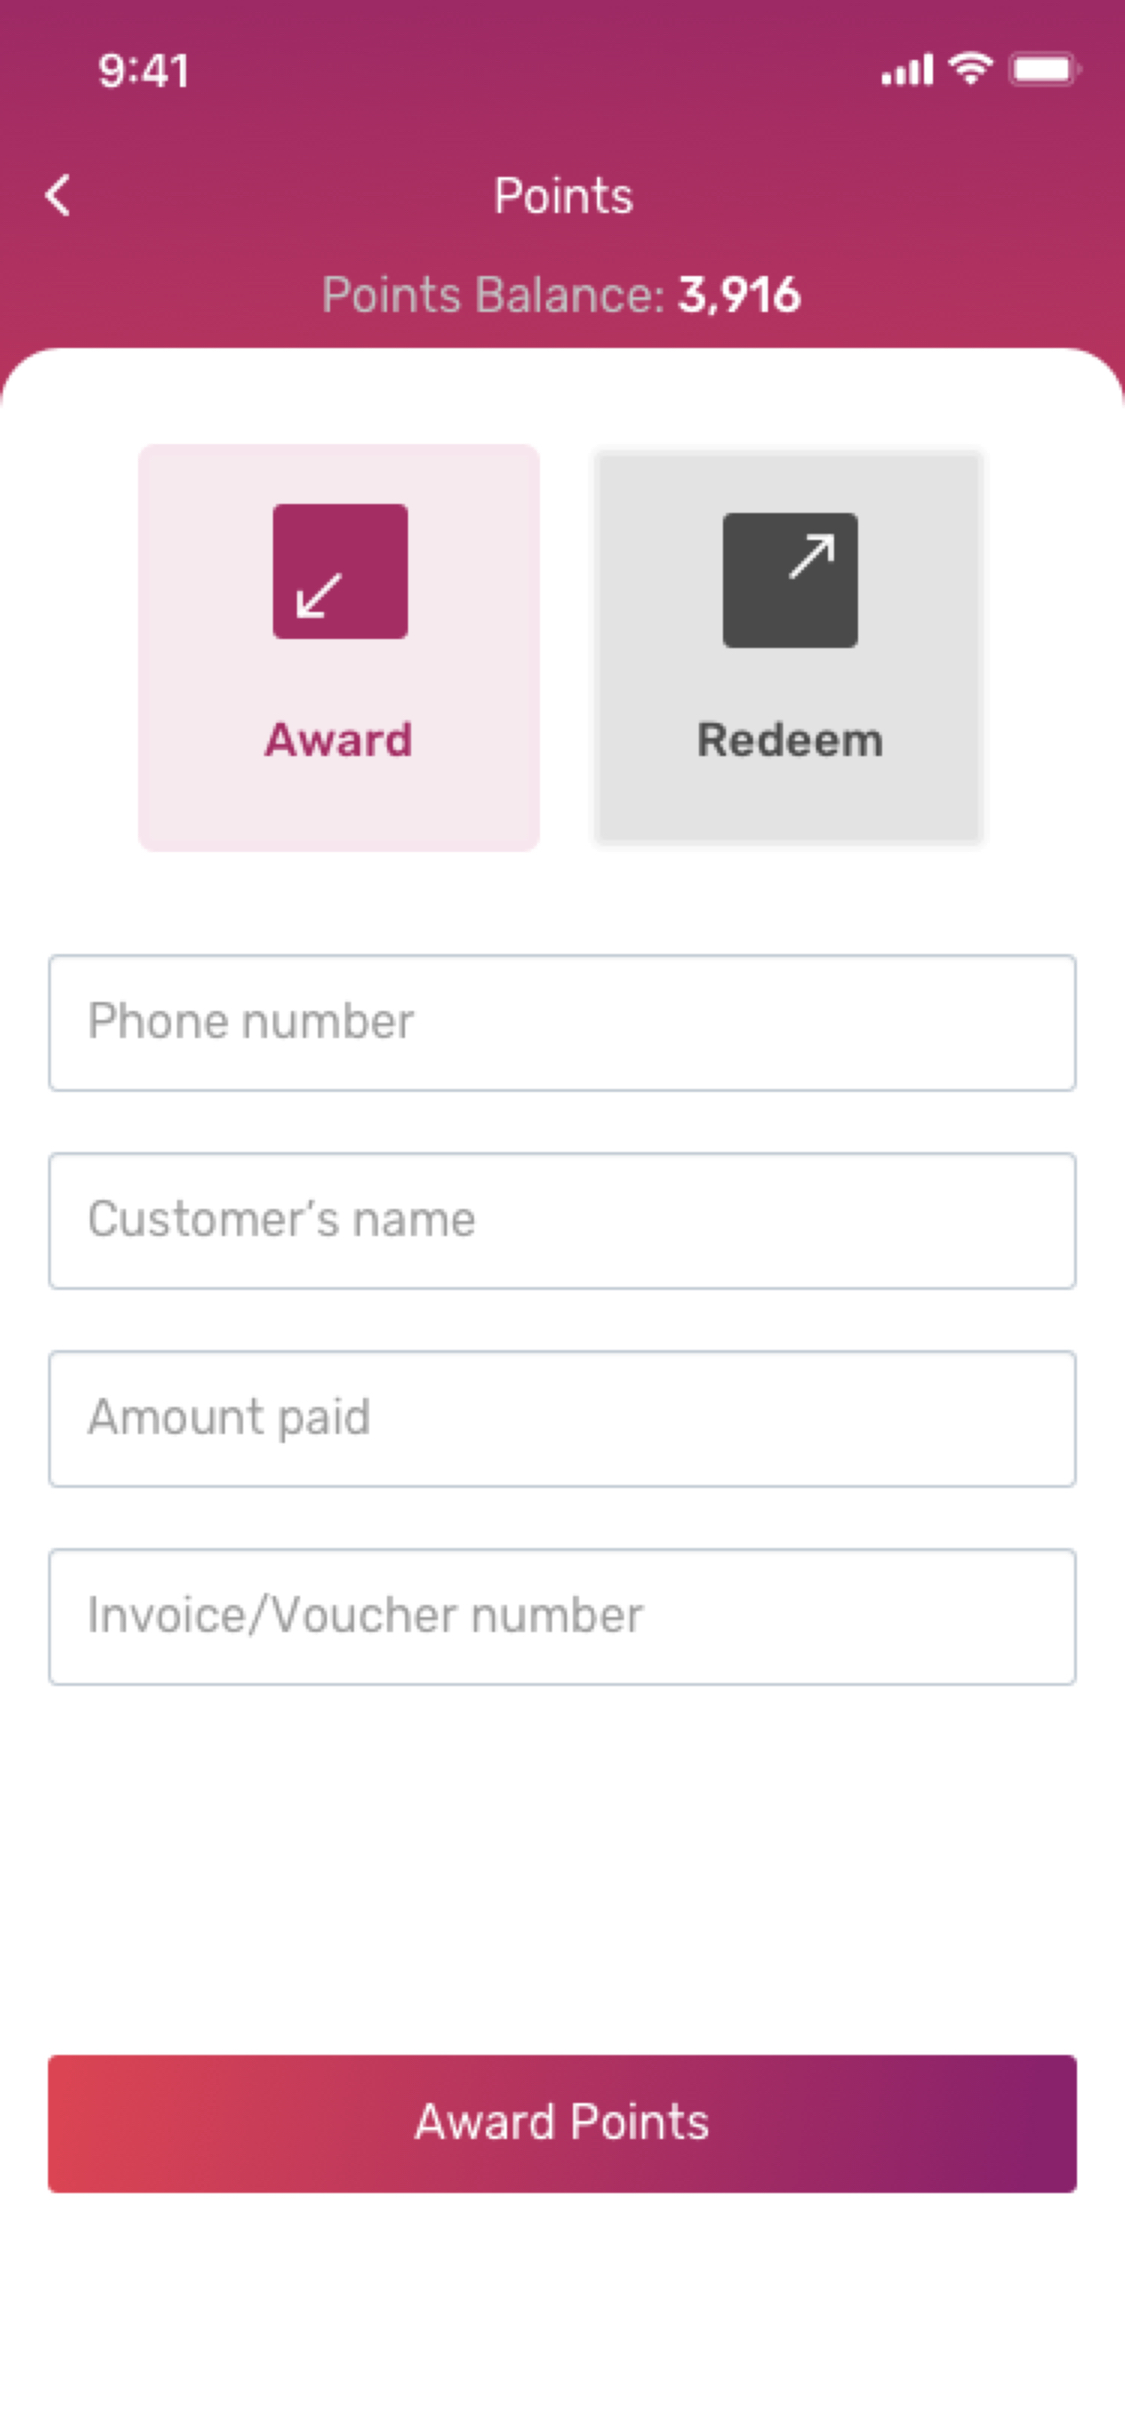 9:41
Points
Points Balance: 3,916
Award
Redeem
Phone number
Customer’s name
Amount paid
Invoice/Voucher number
Award Points